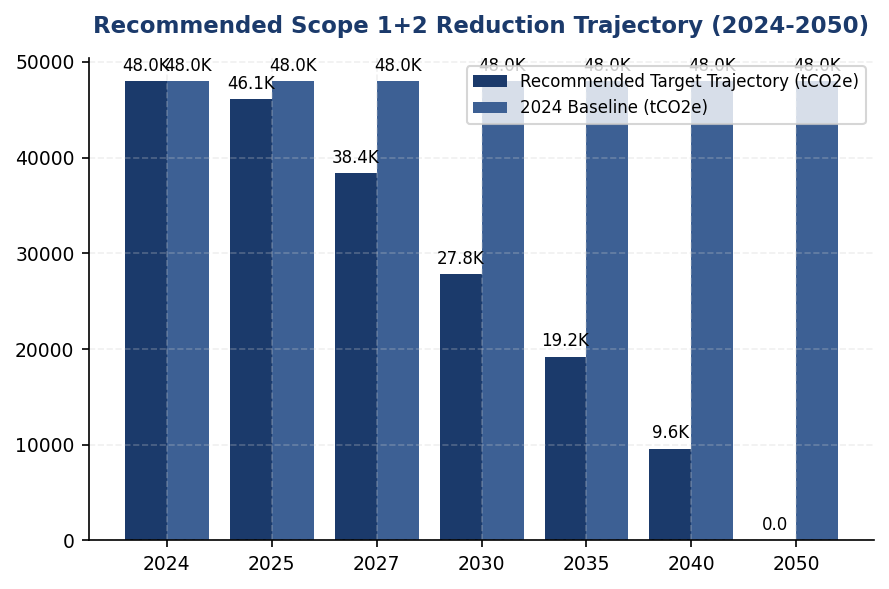 Recommended Scope 1+2 Reduction Trajectory (2024-2050)
50000
40000
30000
20000
10000
0
48.0K
48.0K
46.1K
48.0K
38.4K
48.0K
27.8K
48.0K
19.2K
48.0K
9.6K
48.0K
0.0
48.0K
Recommended Target Trajectory (tCO2e)
2024 Baseline (tCO2e)
2024
2025
2027
2030
2035
2040
2050